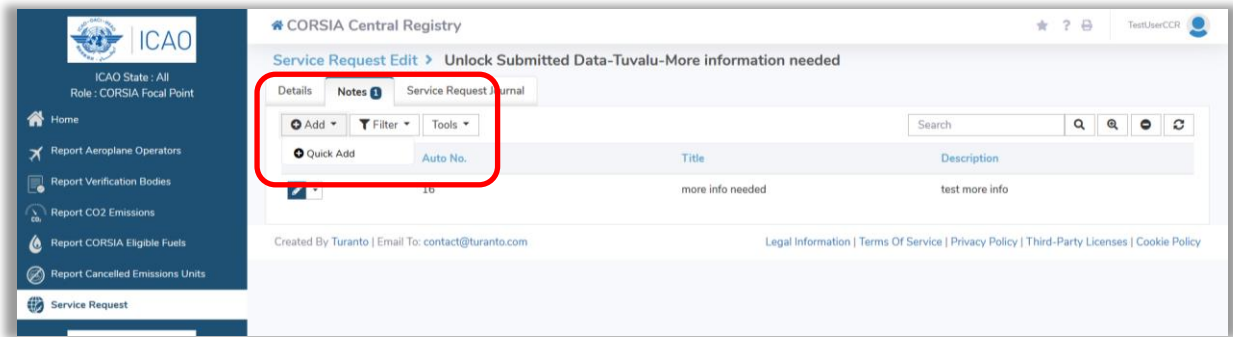 ICAO
ICAO State : All
Role : CORSIA Focal Point
Home
Report Aeroplane Operators
Report Verification Bodies
Report CO2 Emissions
Report CORSIA Eligible Fuels
Report Cancelled Emissions Units
Service Request
CORSIA Central Registry
? TestUserCCR
Service Request Edit > Unlock Submitted Data-Tuvalu-More information needed
Details Notes 1 Service Request Journal
Add Filter Tools Search
Quick Add
Auto No. Title Description
16 more info needed test more info
Created By Turanto | Email To: contact@turanto.com Legal Information | Terms Of Service | Privacy Policy | Third-Party Licenses | Cookie Policy